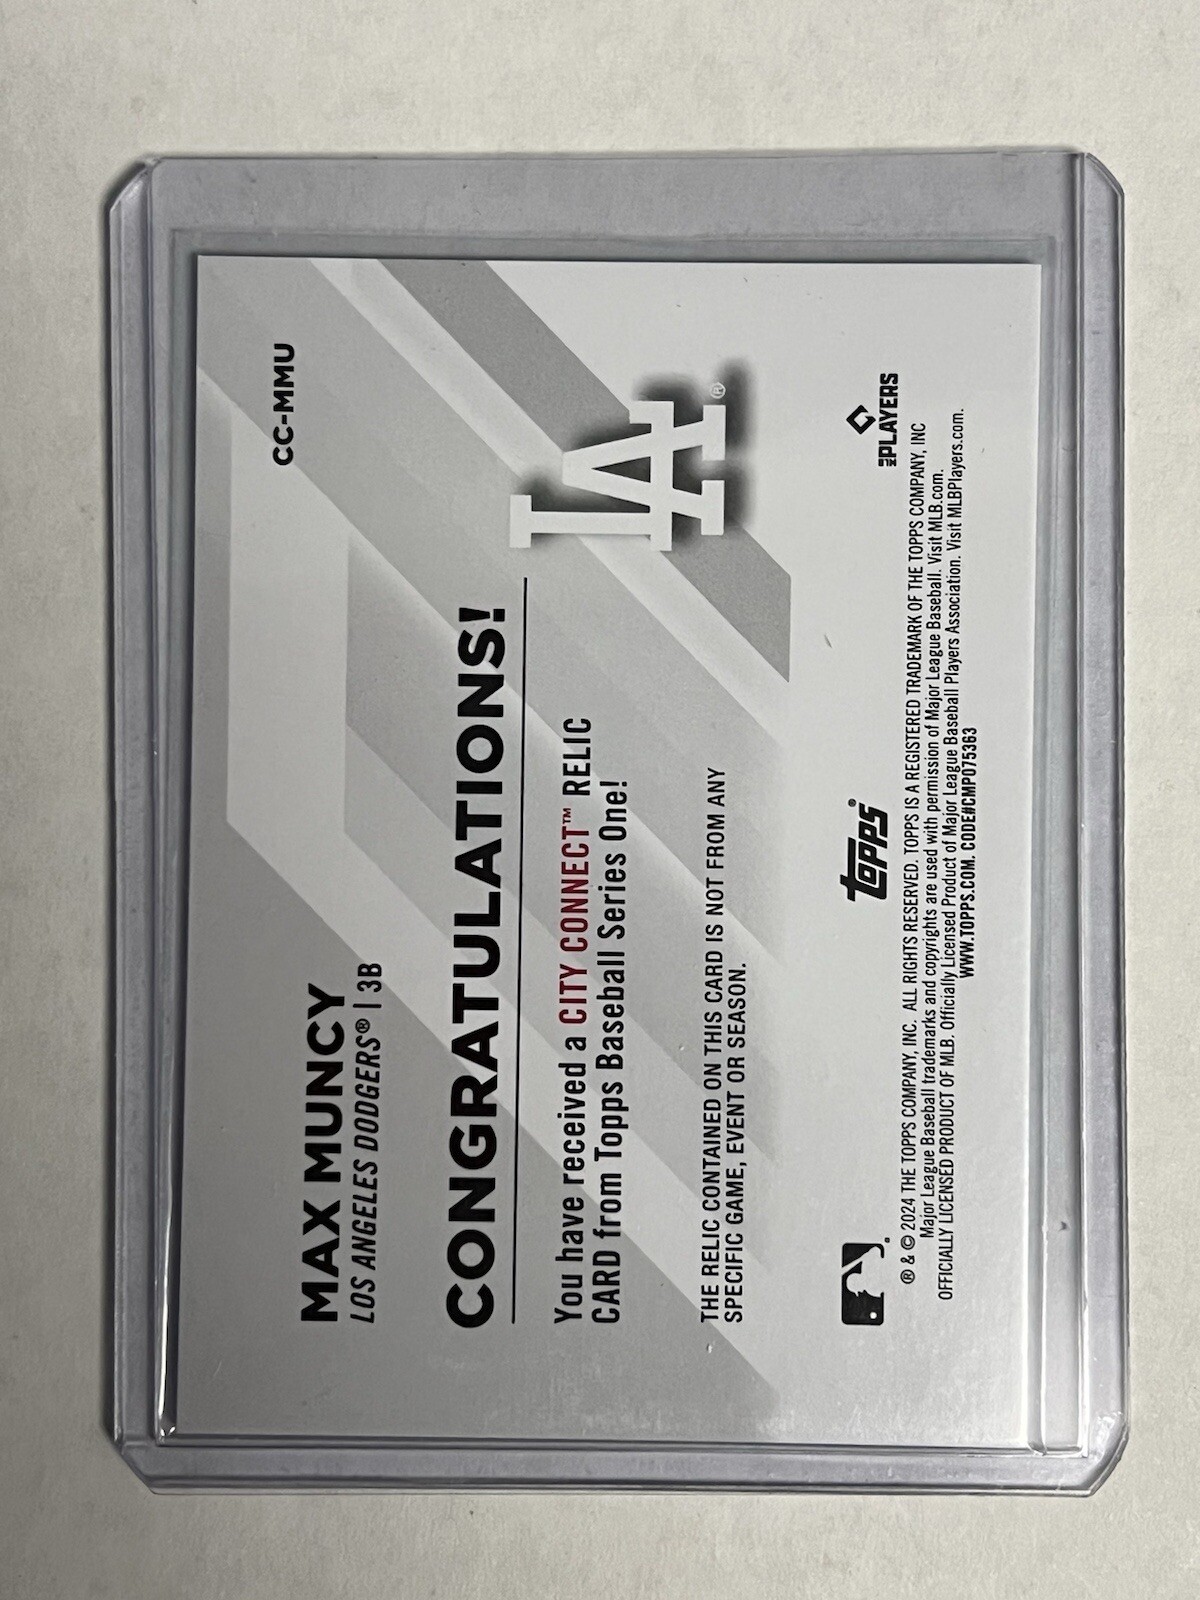 CC-MMU
MAX MUNCY
LOS ANGELES DODGERS® | 3B
CONGRATULATIONS!
You have received a CITY CONNECT™ RELIC
CARD from Topps Baseball Series One!
LA®
THE RELIC CONTAINED ON THIS CARD IS NOT FROM ANY
SPECIFIC GAME, EVENT OR SEASON.
topps®
MLB PLAYERS
® & © 2024 THE TOPPS COMPANY, INC. ALL RIGHTS RESERVED. TOPPS IS A REGISTERED TRADEMARK OF THE TOPPS COMPANY, INC
Major League Baseball trademarks and copyrights are used with permission of Major League Baseball. Visit MLB.com.
OFFICIALLY LICENSED PRODUCT OF MLB. Officially Licensed Product of Major League Baseball Players Association. Visit MLBPlayers.com.
WWW.TOPPS.COM. CODE#CMP075363